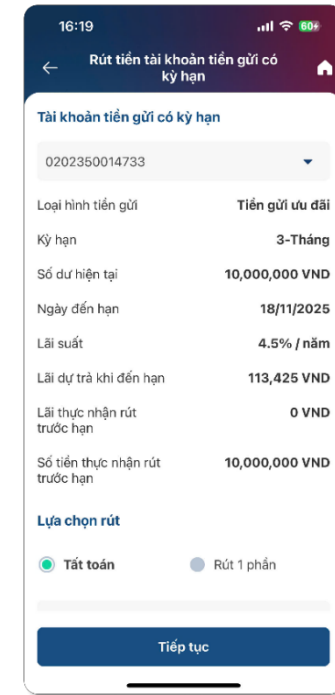 16:19
60+
Rút tiền tài khoản tiền gửi có
kỳ hạn
Tài khoản tiền gửi có kỳ hạn
0202350014733
Loại hình tiền gửi Tiền gửi ưu đãi
Kỳ hạn 3-Tháng
Số dư hiện tại 10,000,000 VND
Ngày đến hạn 18/11/2025
Lãi suất 4.5% / năm
Lãi dự trả khi đến hạn 113,425 VND
Lãi thực nhận rút 0 VND
trước hạn
Số tiền thực nhận rút 10,000,000 VND
trước hạn
Lựa chọn rút
Tất toán Rút 1 phần
Tiếp tục